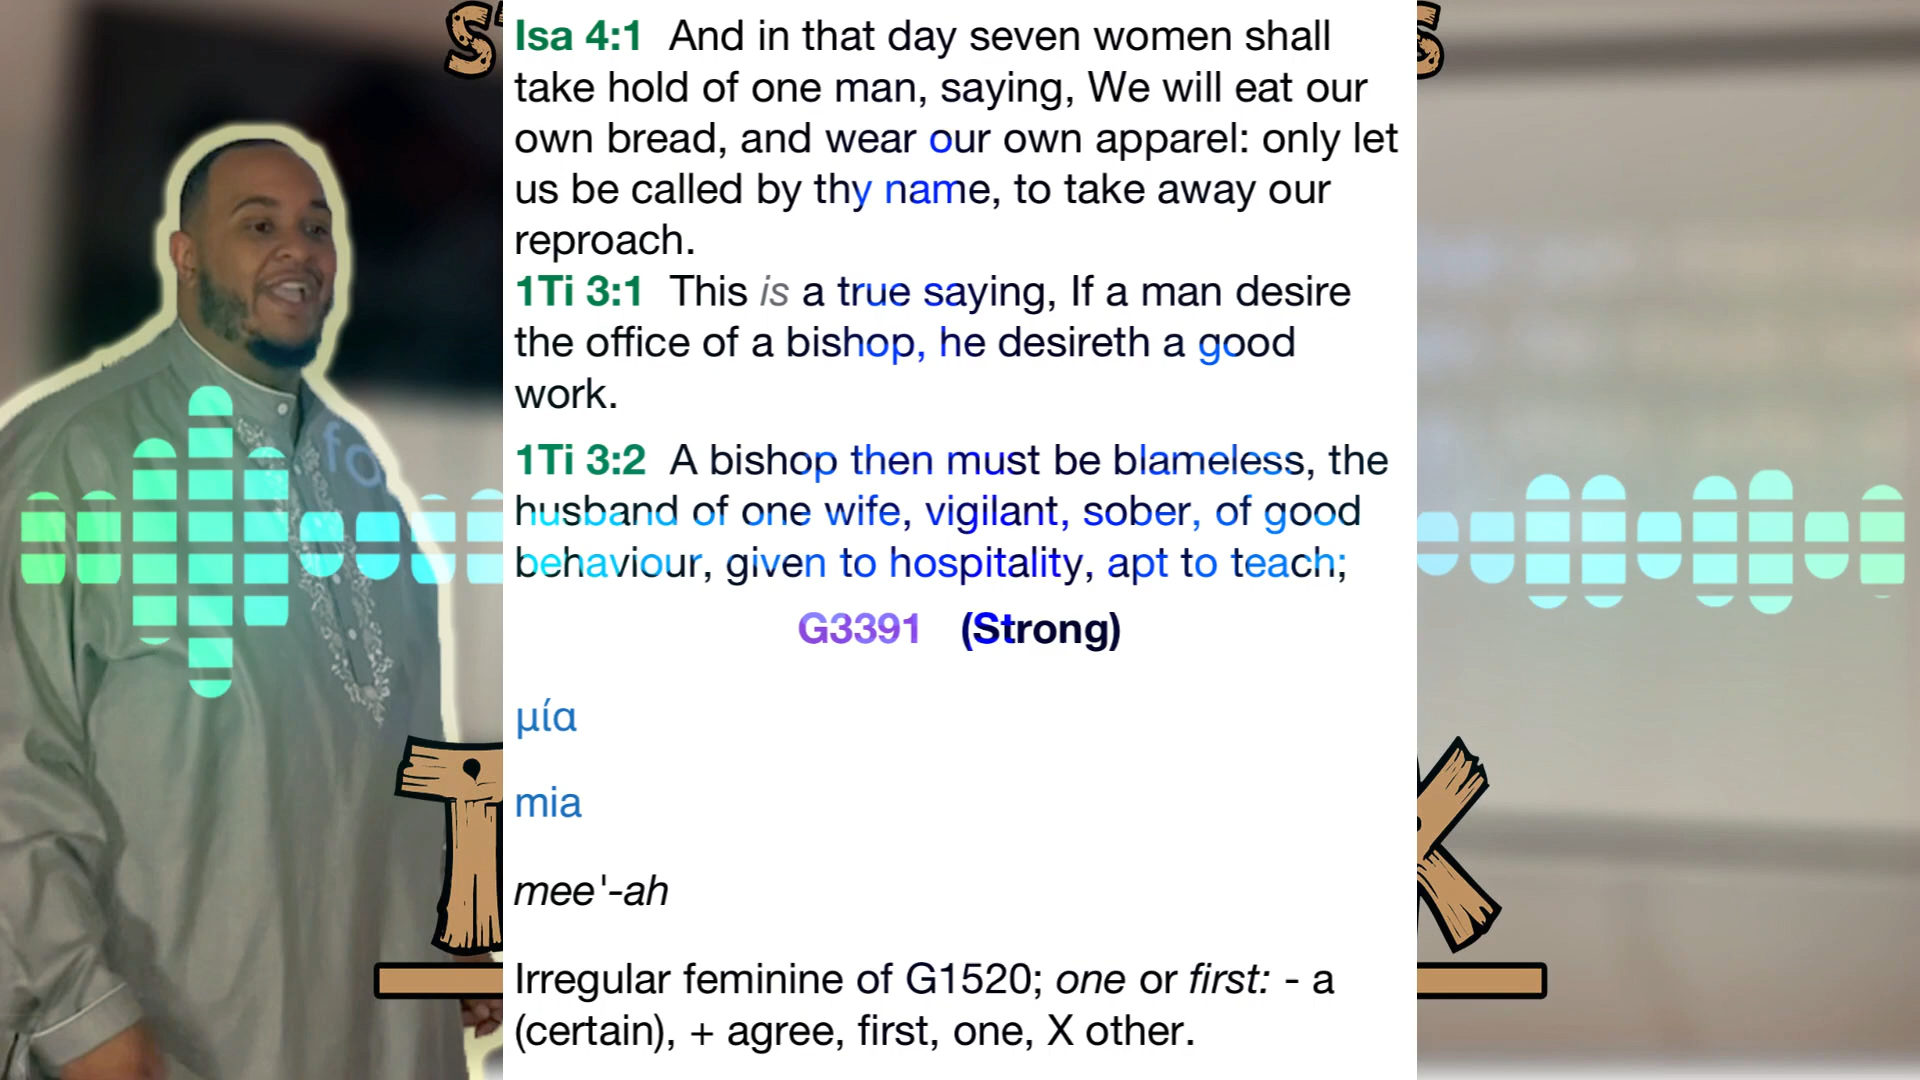 Isa 4:1 And in that day seven women shall
take hold of one man, saying, We will eat our
own bread, and wear our own apparel: only let
us be called by thy name, to take away our
reproach.
1Ti 3:1 This is a true saying, If a man desire
the office of a bishop, he desireth a good
work.
1Ti 3:2 A bishop then must be blameless, the
husband of one wife, vigilant, sober, of good
behaviour, given to hospitality, apt to teach;
G3391 (Strong)
μία
mia
mee'-ah
Irregular feminine of G1520; one or first: - a
(certain), + agree, first, one, X other.